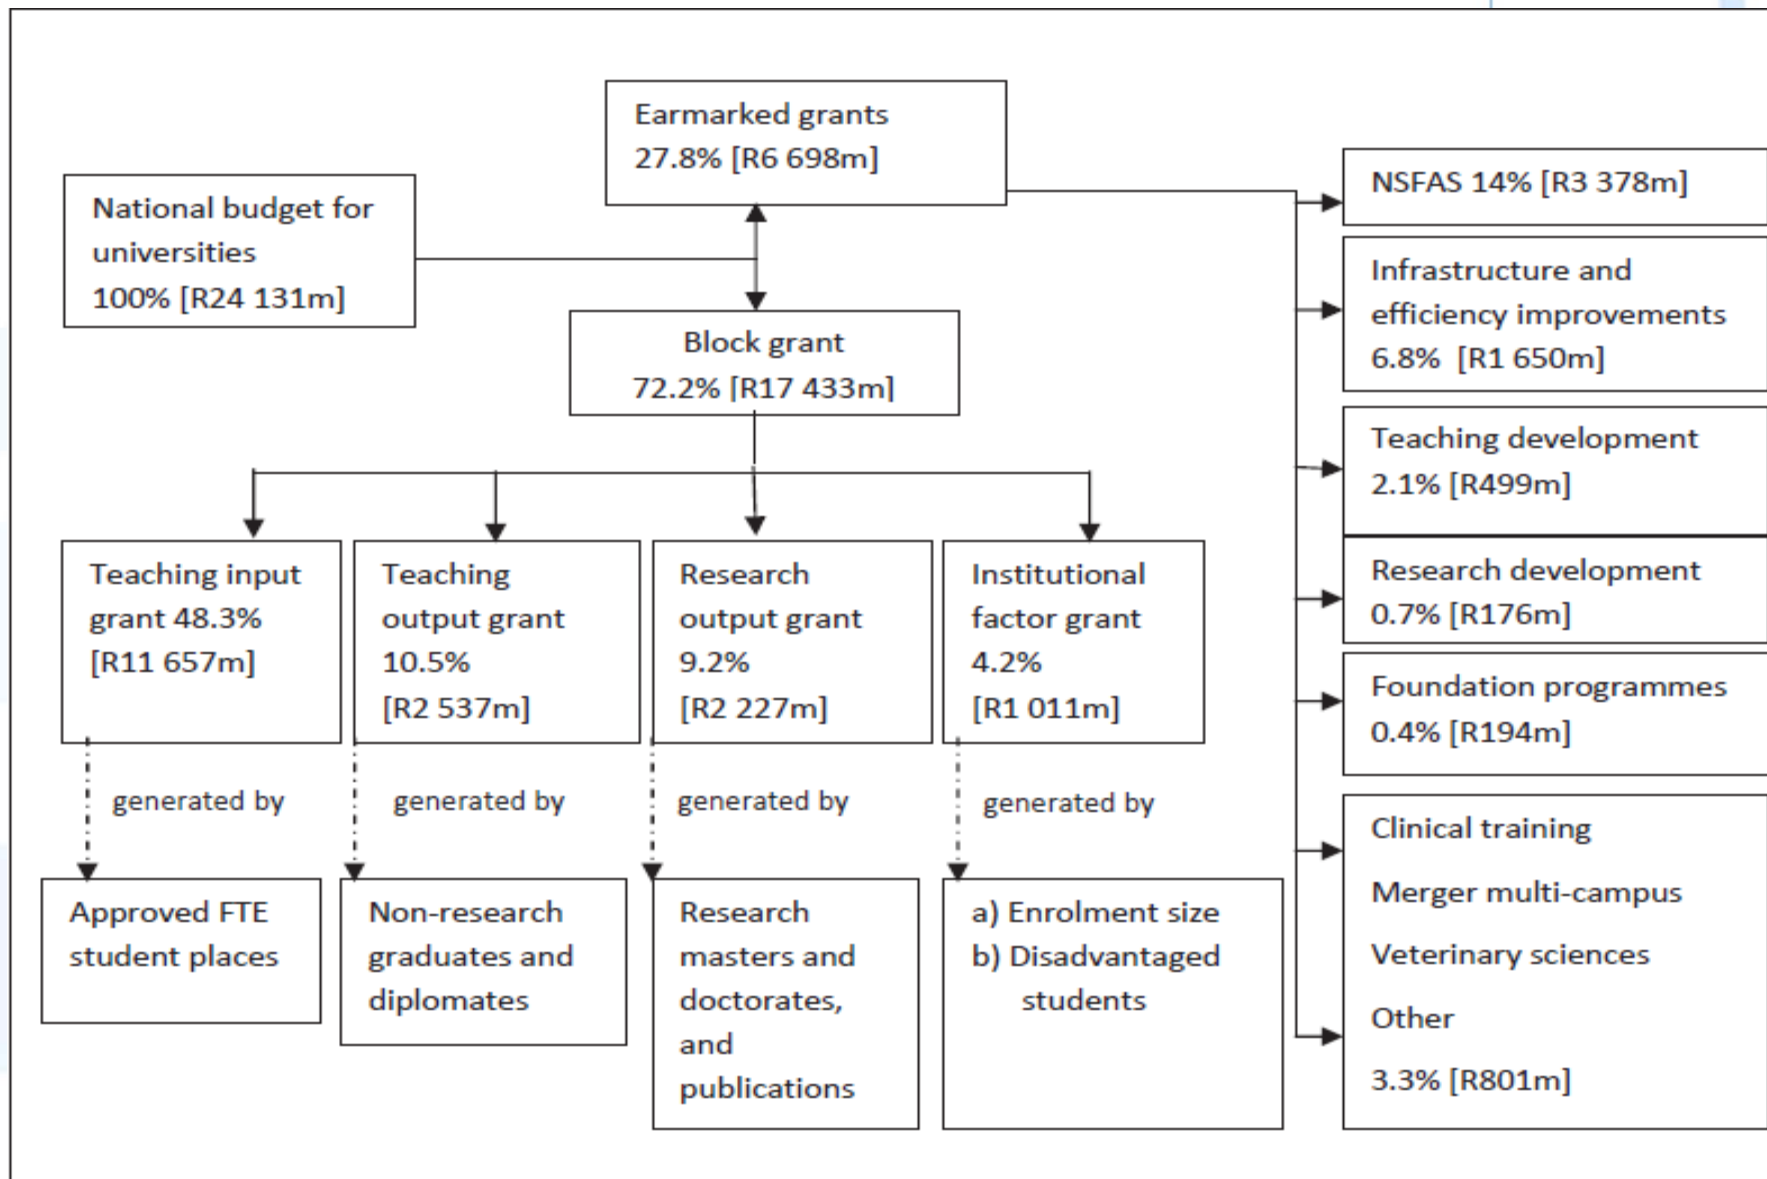 Earmarked grants
27.8% [R6 698m]
National budget for
universities
100% [R24 131m]
Block grant
72.2% [R17 433m]
Teaching input
grant 48.3%
[R11 657m]
Teaching
output grant
10.5%
[R2 537m]
Research
output grant
9.2%
[R2 227m]
Institutional
factor grant
4.2%
[R1 011m]
generated by
generated by
generated by
generated by
Approved FTE
student places
Non-research
graduates and
diplomates
Research
masters and
doctorates,
and
publications
a) Enrolment size
b) Disadvantaged
students
NSFAS 14% [R3 378m]
Infrastructure and
efficiency improvements
6.8% [R1 650m]
Teaching development
2.1% [R499m]
Research development
0.7% [R176m]
Foundation programmes
0.4% [R194m]
Clinical training
Merger multi-campus
Veterinary sciences
Other
3.3% [R801m]